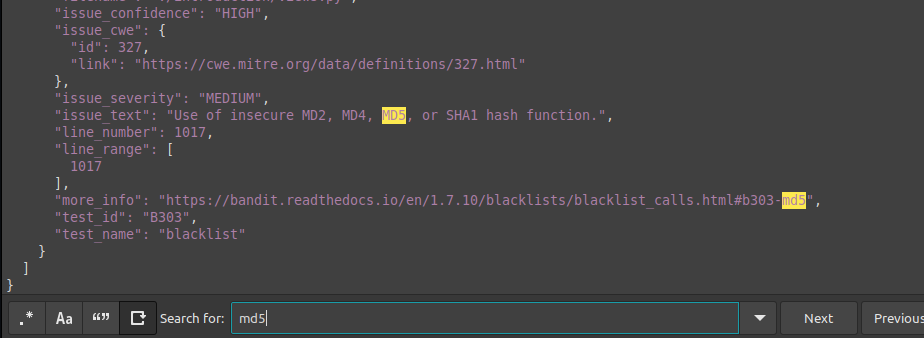 "issue_confidence": "HIGH",
"issue_cwe": {
"id": 327,
"link": "https://cwe.mitre.org/data/definitions/327.html"
},
"issue_severity": "MEDIUM",
"issue_text": "Use of insecure MD2, MD4, MD5, or SHA1 hash function.",
"line_number": 1017,
"line_range": [
1017
],
"more_info": "https://bandit.readthedocs.io/en/1.7.10/blacklists/blacklist_calls.html#b303-md5",
"test_id": "B303",
"test_name": "blacklist"
}
]
}
.* Aa “” Search for: md5 Next Previous